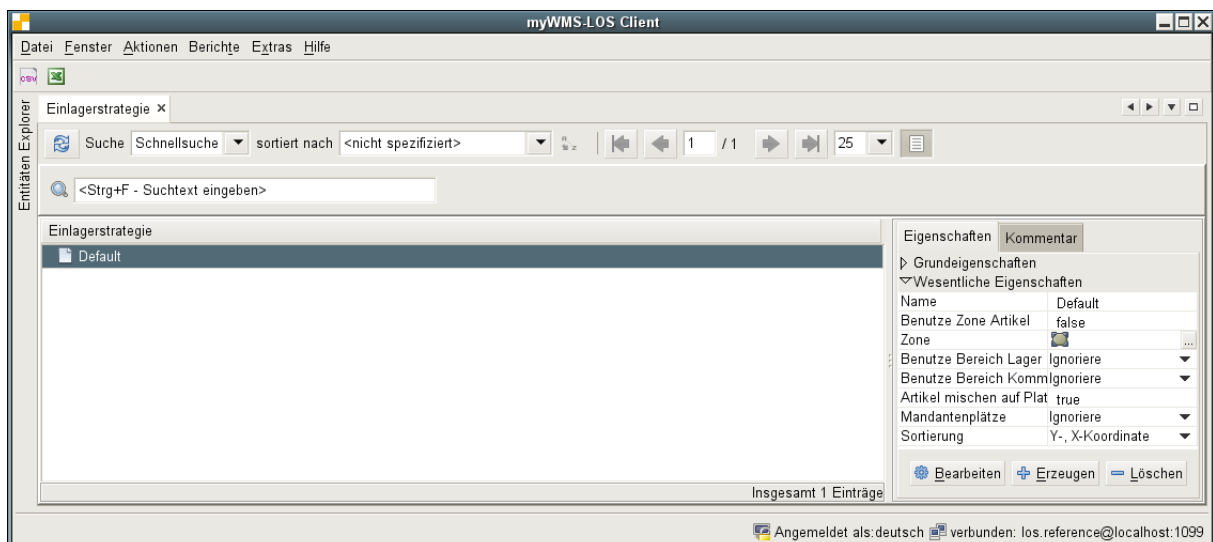 myWMS-LOS Client
Datei Fenster Aktionen Berichte Extras Hilfe
csv
Entitäten Explorer
Einlagerstrategie
Suche Schnellsuche sortiert nach <nicht spezifiziert> 1 / 1 25
<Strg+F - Suchtext eingeben>
Einlagerstrategie
Default
Insgesamt 1 Einträge
Eigenschaften Kommentar
Grundeigenschaften
Wesentliche Eigenschaften
Name Default
Benutze Zone Artikel false
Zone ...
Benutze Bereich Lager Ignoriere
Benutze Bereich Komm Ignoriere
Artikel mischen auf Plat true
Mandantenplätze Ignoriere
Sortierung Y-, X-Koordinate
Bearbeiten Erzeugen Löschen
Angemeldet als:deutsch verbunden: los.reference@localhost:1099